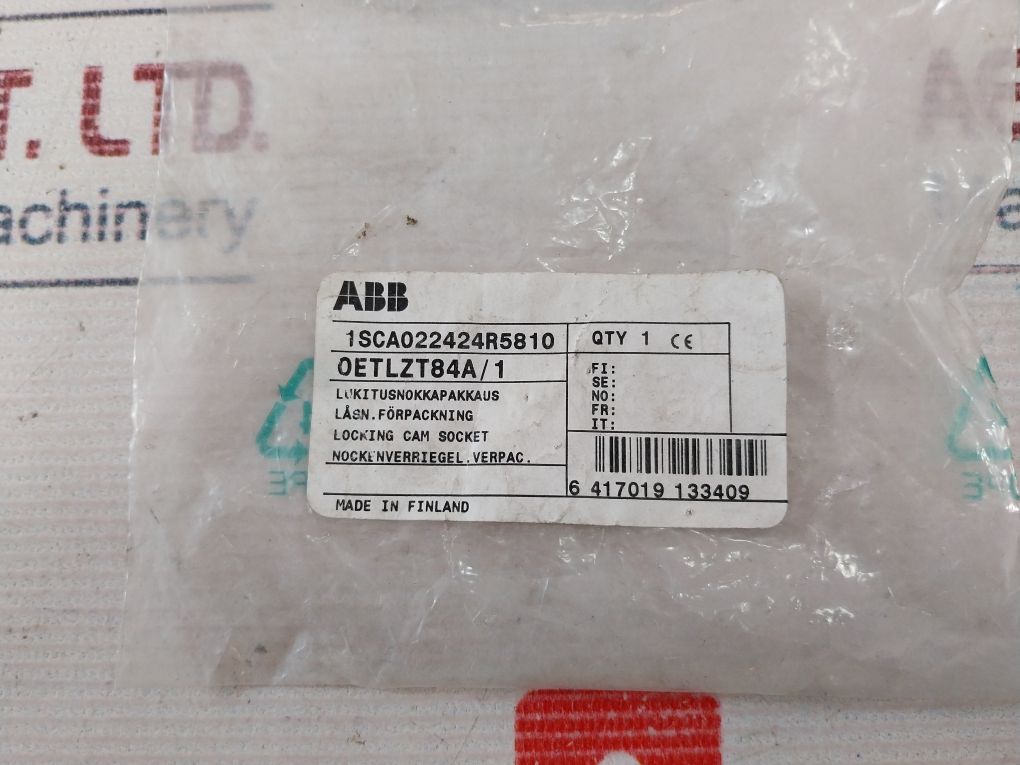 T. LTD.
achinery
ABB
1SCA022424R5810
QTY 1 CE
OETLZT84A/1
FI:
SE:
NO:
FR:
IT:
LUKITUSNOKKAPAKKAUS
LÅSN.FÖRPACKNING
LOCKING CAM SOCKET
NOCKENVERRIEGEL.VERPAC.
6 417019 133409
MADE IN FINLAND